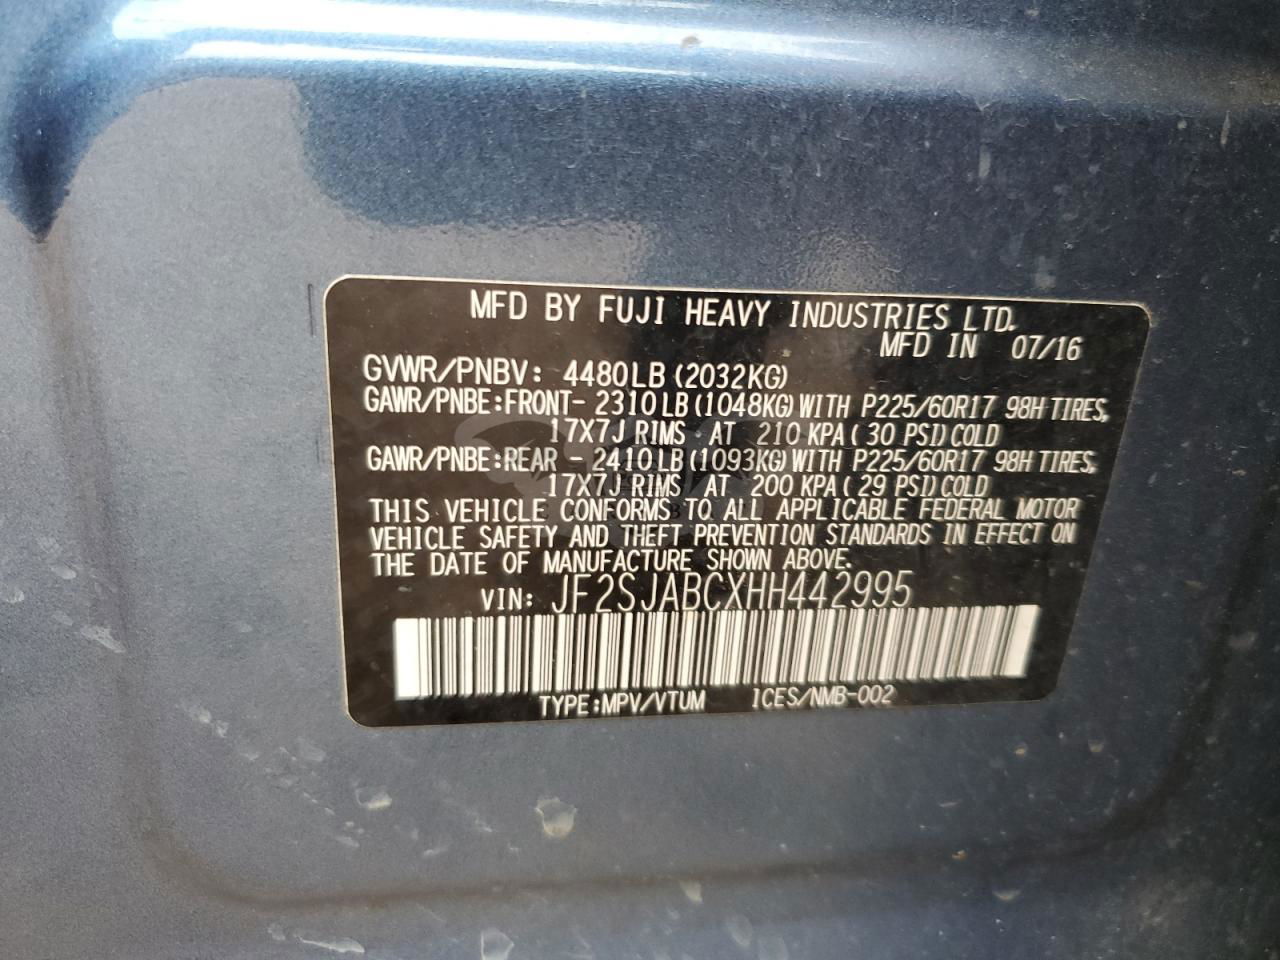 MFD BY FUJI HEAVY INDUSTRIES LTD.
MFD IN 07/16
GVWR/PNBV: 4480LB (2032KG)
GAWR/PNBE:FRONT- 2310LB (1048KG) WITH P225/60R17 98H TIRES,
17X7J RIMS AT 210 KPA ( 30 PSI) COLD
GAWR/PNBE:REAR - 2410LB (1093KG) WITH P225/60R17 98H TIRES,
17X7J RIMS AT 200 KPA ( 29 PSI) COLD
THIS VEHICLE CONFORMS TO ALL APPLICABLE FEDERAL MOTOR
VEHICLE SAFETY AND THEFT PREVENTION STANDARDS IN EFFECT ON
THE DATE OF MANUFACTURE SHOWN ABOVE.
VIN: JF2SJABCXHH442995
TYPE:MPV/VTUM ICES/NMB-002